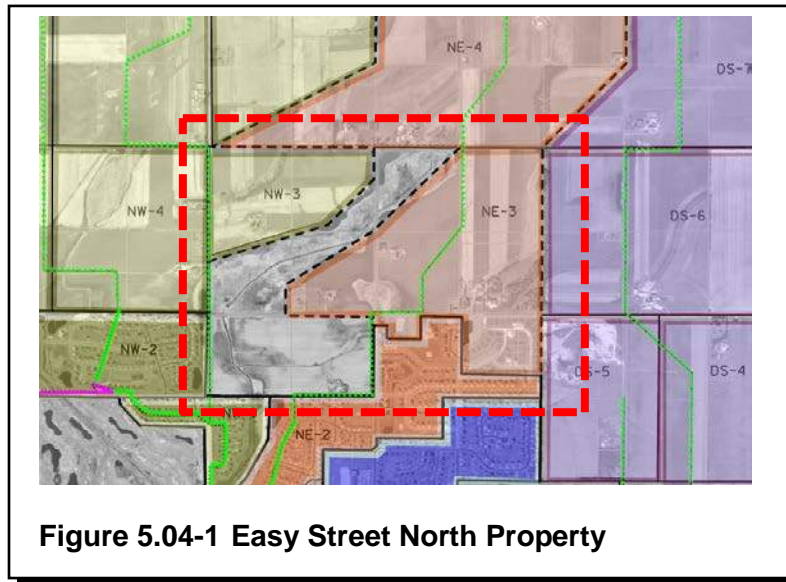 NE-4
DS-7
NW-3
NW-4
NE-3
DS-6
NW-2
DS-5
DS-4
NE-2
Figure 5.04-1 Easy Street North Property